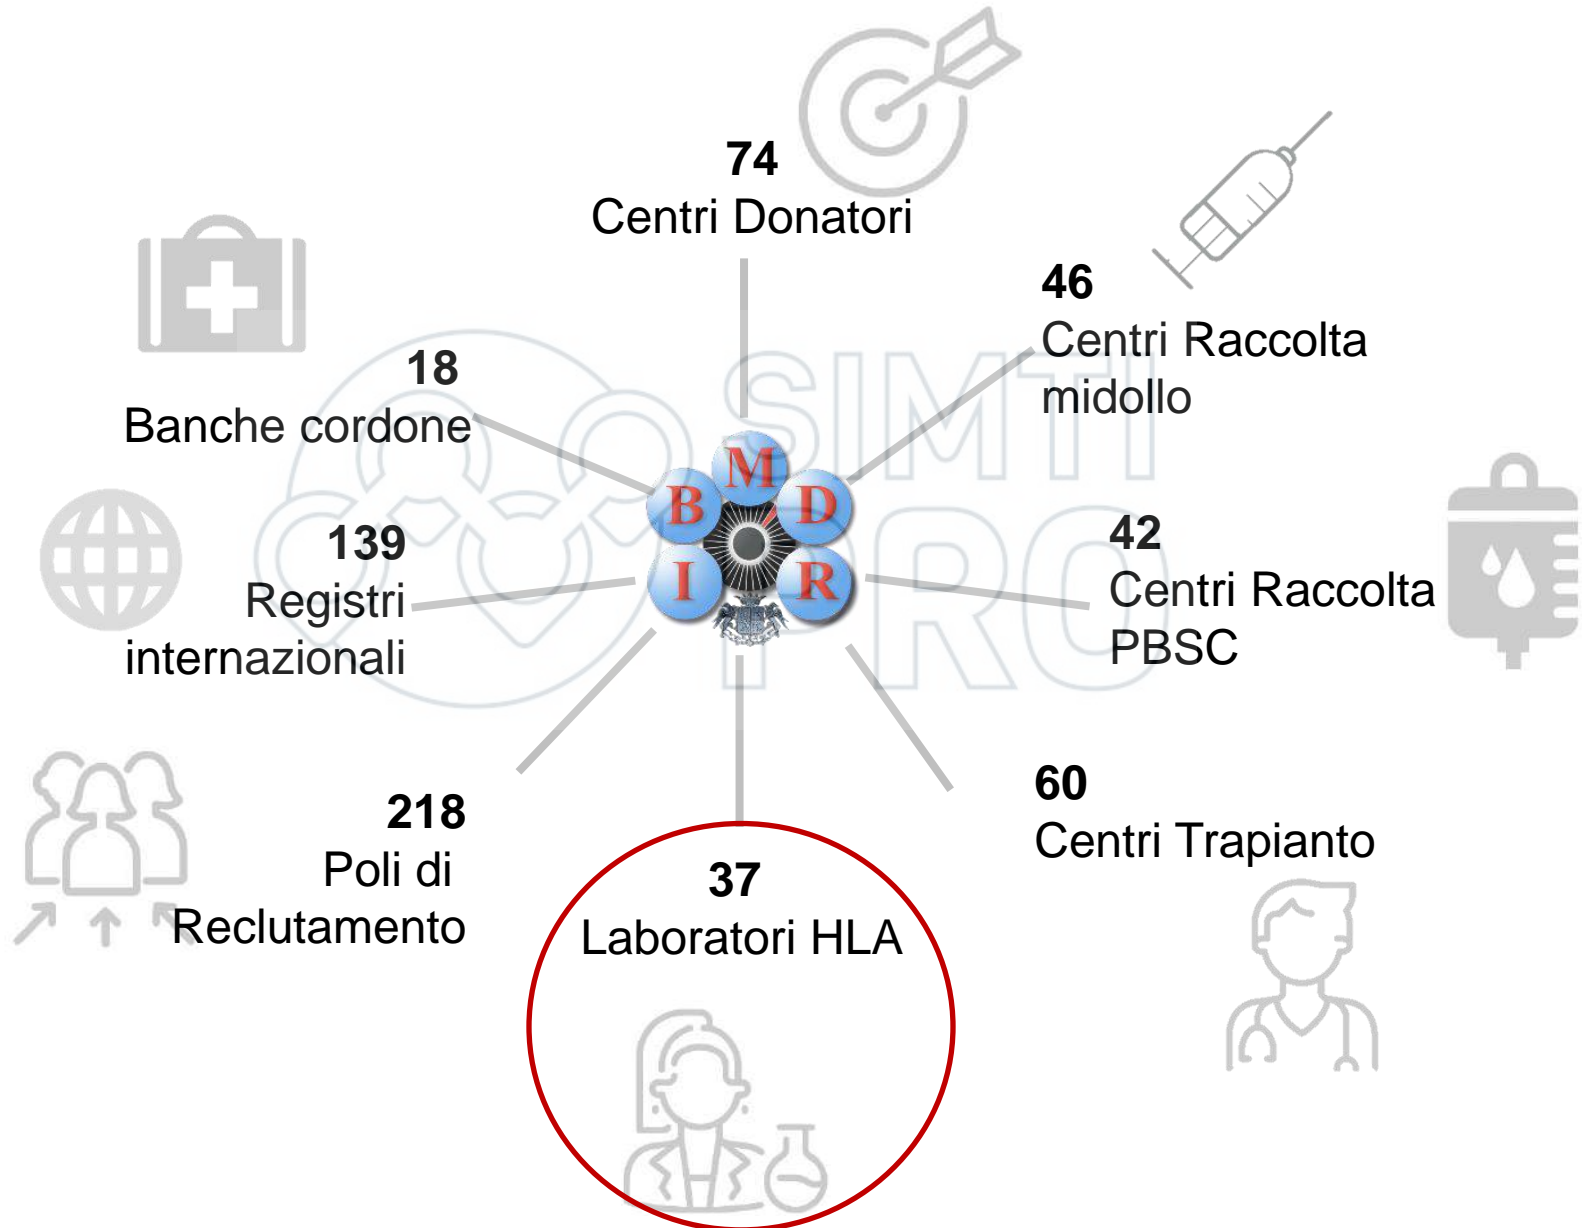 74
Centri Donatori
46
Centri Raccolta
midollo
18
Banche cordone
SIMTI
PRO
M
B
D
I
R
139
Registri
internazionali
42
Centri Raccolta
PBSC
218
Poli di
Reclutamento
37
Laboratori HLA
60
Centri Trapianto